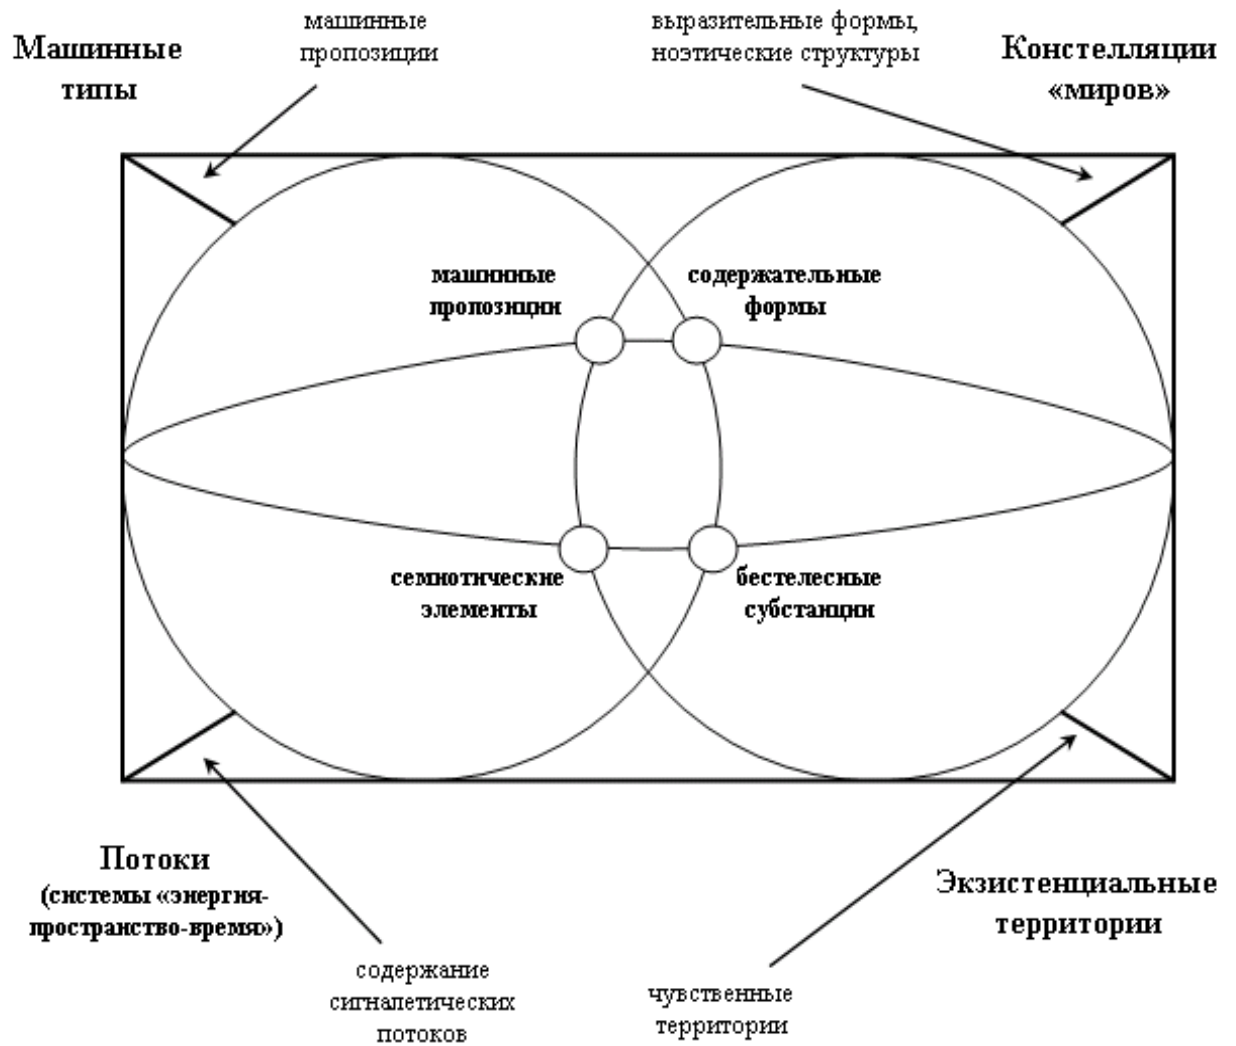 Машинные
типы
машинные
пропозиции
выразительные формы,
ноэтические структуры
Констелляции
«миров»
машинные
пропозиции
содержательные
формы
семиотические
элементы
бестелесные
субстанции
Потоки
(системы «энергия-
пространство-время»)
Экзистенциальные
территории
содержание
сигналетических
потоков
чувственные
территории